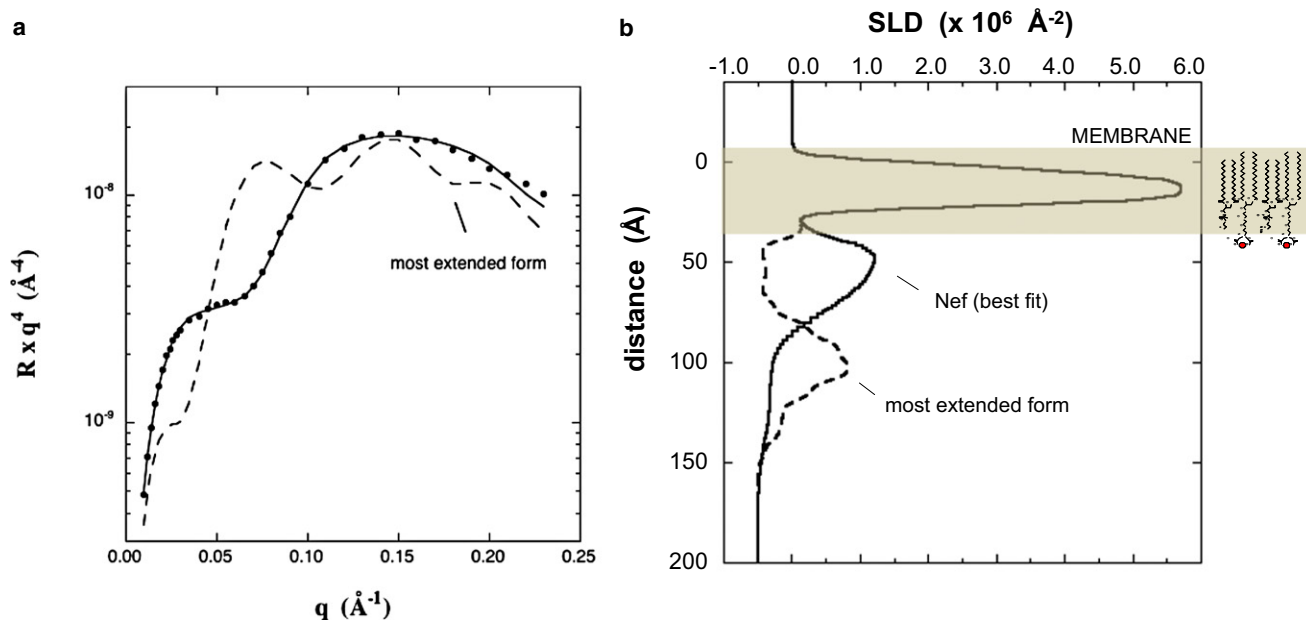 a
R x q⁴ (Å⁻⁴)
10⁻⁸
10⁻⁹
most extended form
0.00 0.05 0.10 0.15 0.20 0.25
q (Å⁻¹)
b
SLD (x 10⁶ Å⁻²)
-1.0 0.0 1.0 2.0 3.0 4.0 5.0 6.0
MEMBRANE
distance (Å)
0
50
100
150
200
Nef (best fit)
most extended form